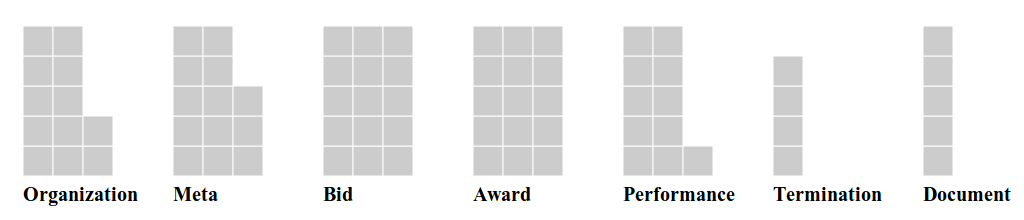 Organization Meta Bid Award Performance Termination Document